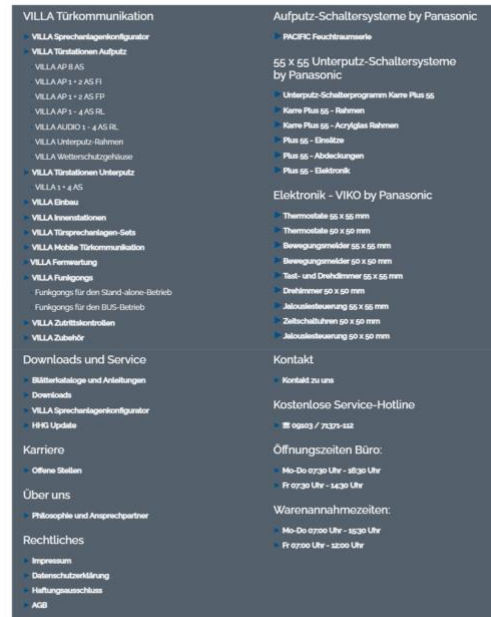 VILLA Türkommunikation
VILLA Sprechanlagenkonfigurator
VILLA Türstationen Aufputz
VILLA AP II AS
VILLA AP 1 + 2 AS FI
VILLA AP 1 + 2 AS FP
VILLA AP 1 - 4 AS RL
VILLA AUDIO 1 - 4 AS RL
VILLA Unterputz-Rahmen
VILLA Wetterschutzgehäuse
VILLA Türstationen Unterputz
VILLA 1 + 4 AS
VILLA Einbau
VILLA Innenstationen
VILLA Türsprechanlagen-Sets
VILLA Mobile Türkommunikation
VILLA Fernwartung
VILLA Funkgongs
Funkgongs für den Stand-alone-Betrieb
Funkgongs für den BUS-Betrieb
VILLA Zutrittskontrollen
VILLA Zubehör
Aufputz-Schaltersysteme by Panasonic
PACIFIC Feuchtraumserie
55 x 55 Unterputz-Schaltersysteme
by Panasonic
Unterputz-Schalterprogramm Karre Plus 55
Karre Plus 55 - Rahmen
Karre Plus 55 - Acrylglas Rahmen
Plus 55 - Einsätze
Plus 55 - Abdeckungen
Plus 55 - Elektronik
Elektronik - VIKO by Panasonic
Thermostate 55 x 55 mm
Thermostate 50 x 50 mm
Bewegungsmelder 55 x 55 mm
Bewegungsmelder 50 x 50 mm
Tast- und Drehdimmer 55 x 55 mm
Drehimmer 50 x 50 mm
Jalousiesteuerung 55 x 55 mm
Zeitschaltuhren 50 x 50 mm
Jalousiesteuerung 50 x 50 mm
Downloads und Service
Blätterkataloge und Anleitungen
Downloads
VILLA Sprechanlagenkonfigurator
HHG Update
Karriere
Offene Stellen
Über uns
Philosophie und Ansprechpartner
Rechtliches
Impressum
Datenschutzerklärung
Haftungsausschluss
AGB
Kontakt
Kontakt zu uns
Kostenlose Service-Hotline
☎ 09103 / 71371-112
Öffnungszeiten Büro:
Mo-Do 07:30 Uhr - 16:30 Uhr
Fr 07:30 Uhr - 14:30 Uhr
Warenannahmezeiten:
Mo-Do 07:00 Uhr - 15:30 Uhr
Fr 07:00 Uhr - 12:00 Uhr